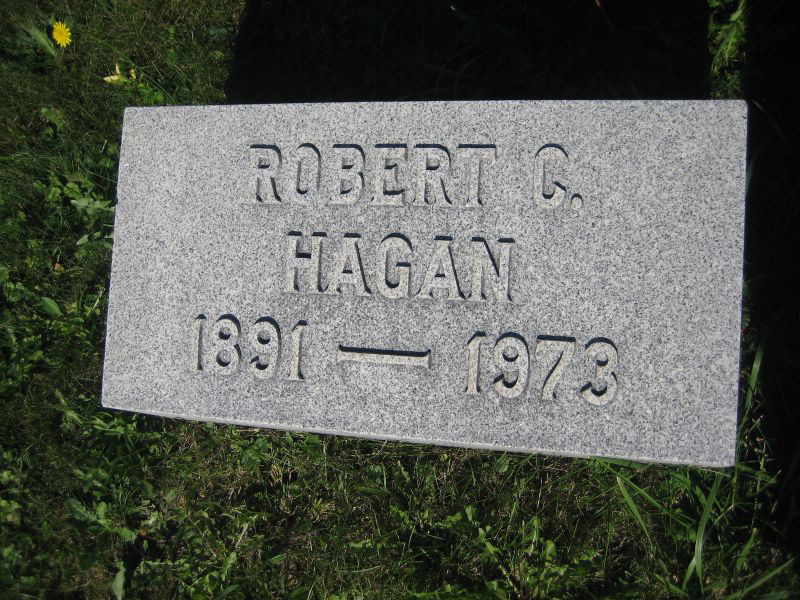 ROBERT C.
HAGAN
1891 — 1973